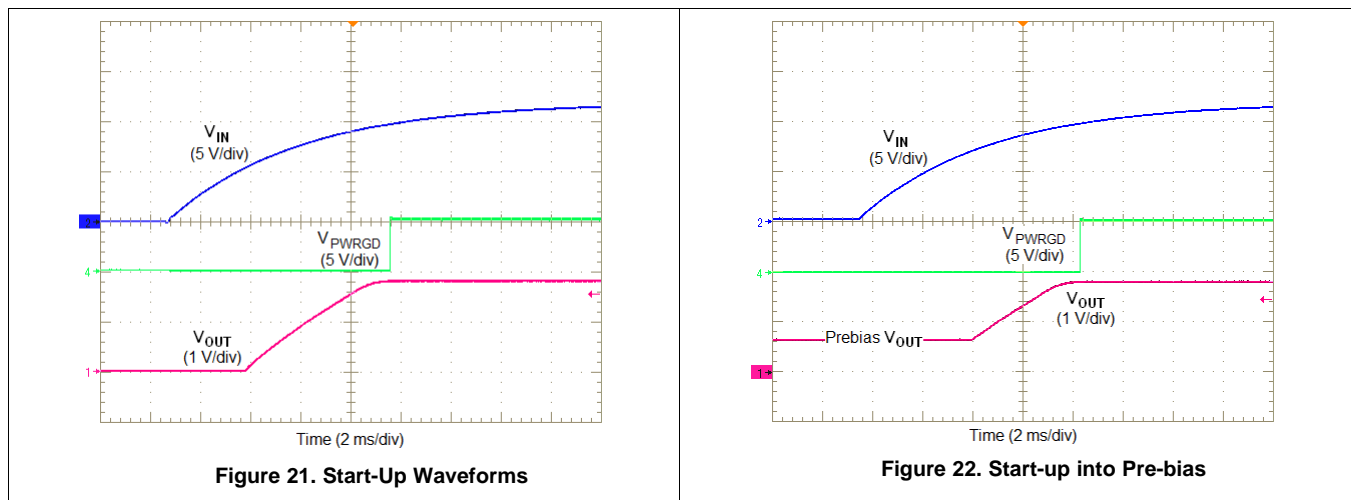 VIN
(5 V/div)
VPWRGD
(5 V/div)
VOUT
(1 V/div)
4
1
Time (2 ms/div)
Figure 21. Start-Up Waveforms
VIN
(5 V/div)
2
VPWRGD
(5 V/div)
4
VOUT
(1 V/div)
Prebias VOUT
1
Time (2 ms/div)
Figure 22. Start-up into Pre-bias